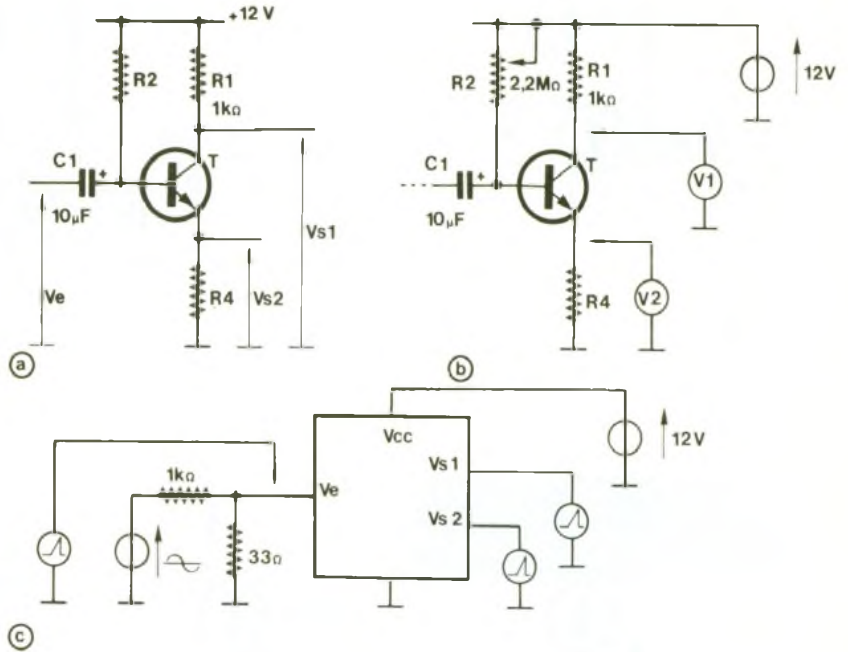 +12 V
R2
R1
1kΩ
C1
+
T
10µF
Ve
Vs1
Vs2
R4
a
R2
2,2MΩ
R1
1kΩ
12V
C1
+
T
10µF
V1
V2
R4
b
Vcc
12V
1kΩ
Ve
Vs1
Vs2
33Ω
c